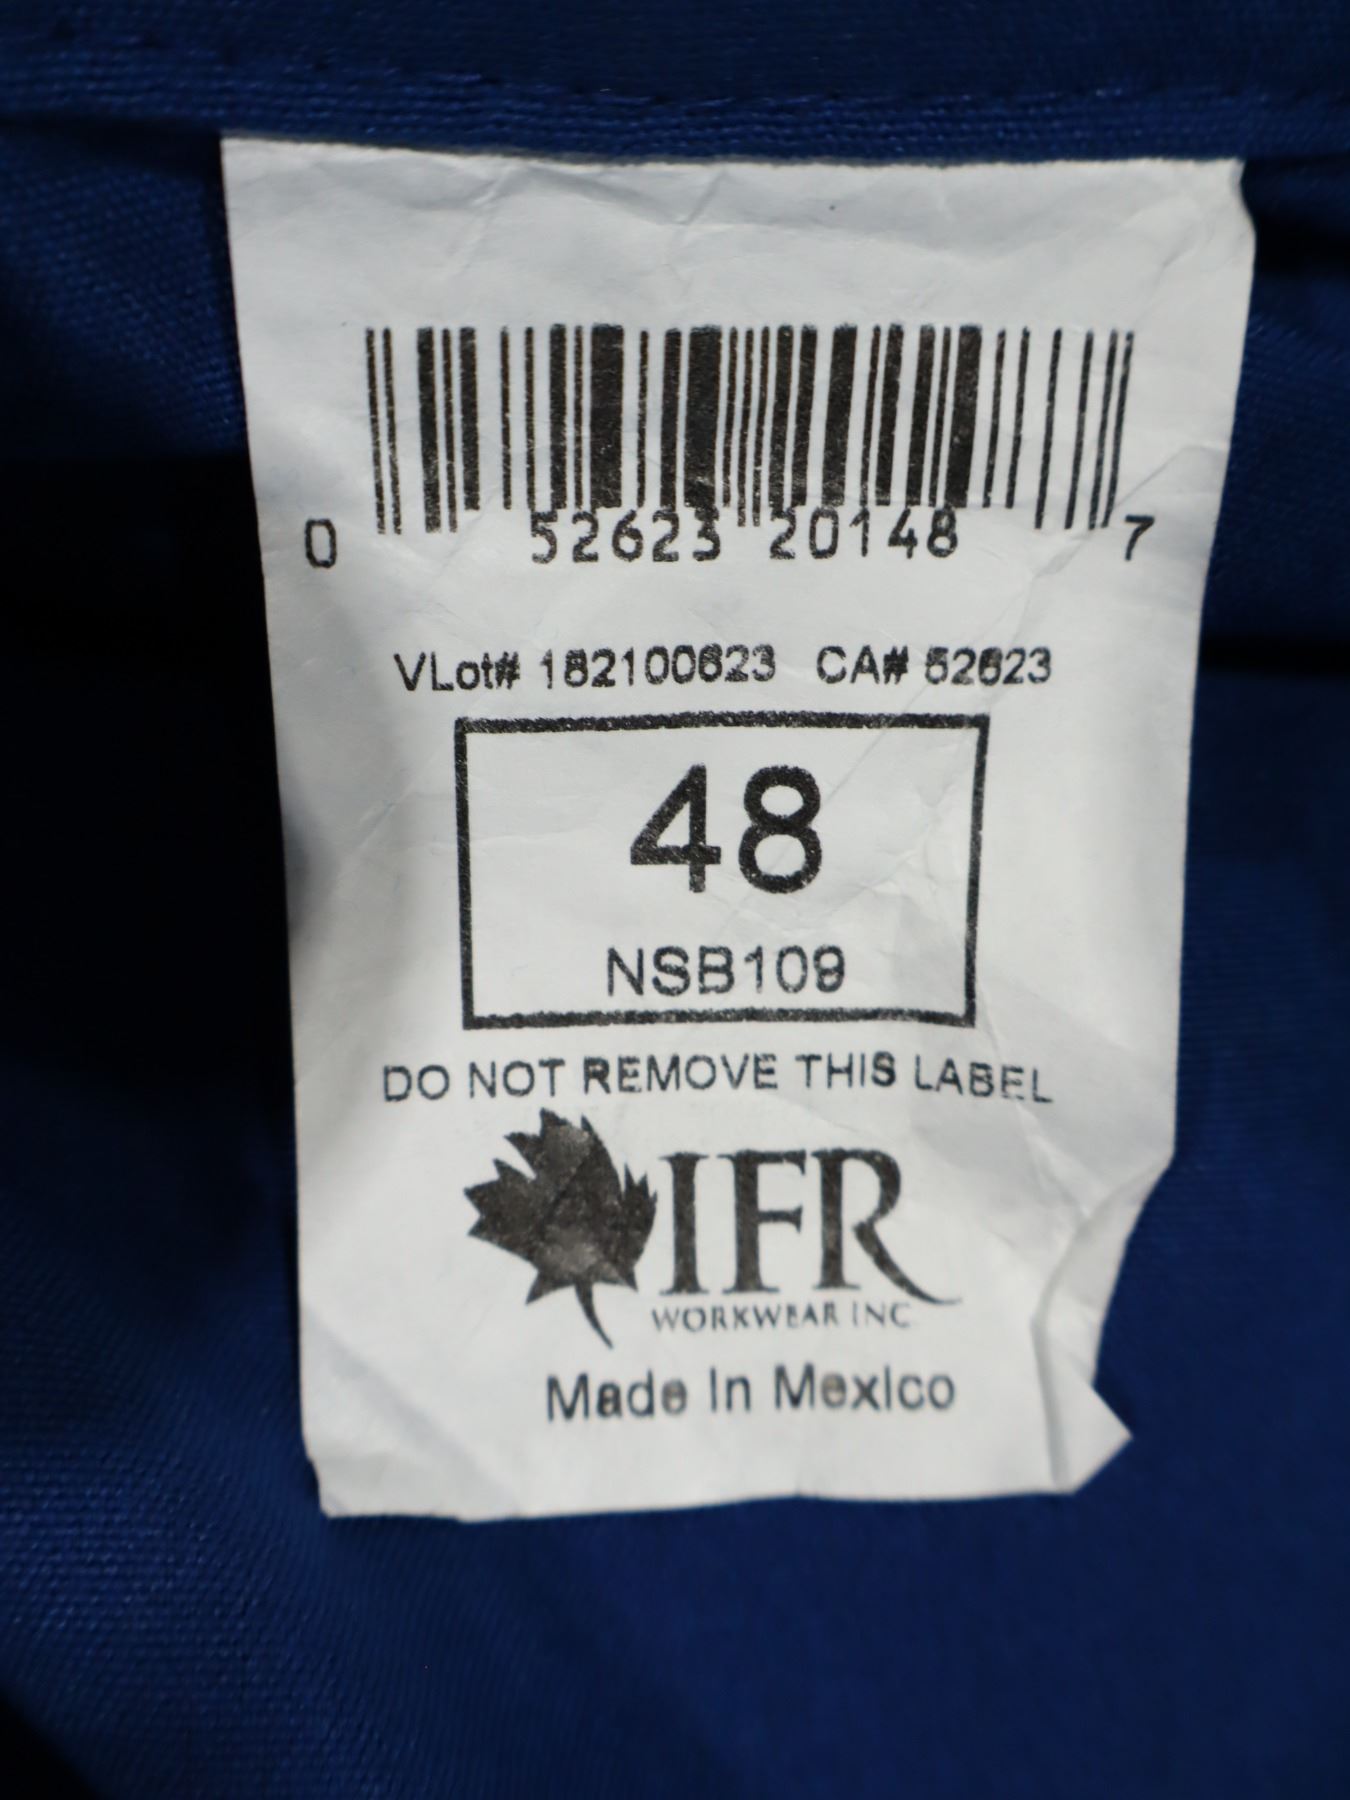 0 52623 20148 7
VLot# 182100623 CA# 52623
48
NSB109
DO NOT REMOVE THIS LABEL
IFR
WORKWEAR INC.
Made In Mexico